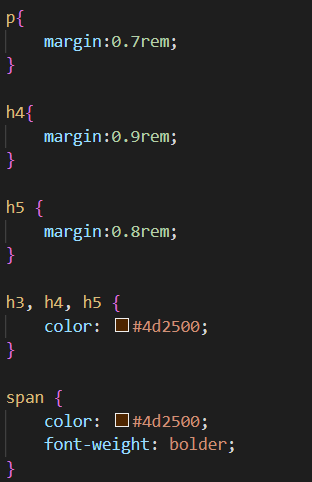 p{
margin:0.7rem;
}
h4{
margin:0.9rem;
}
h5 {
margin:0.8rem;
}
h3, h4, h5 {
color: #4d2500;
}
span {
color: #4d2500;
font-weight: bolder;
}